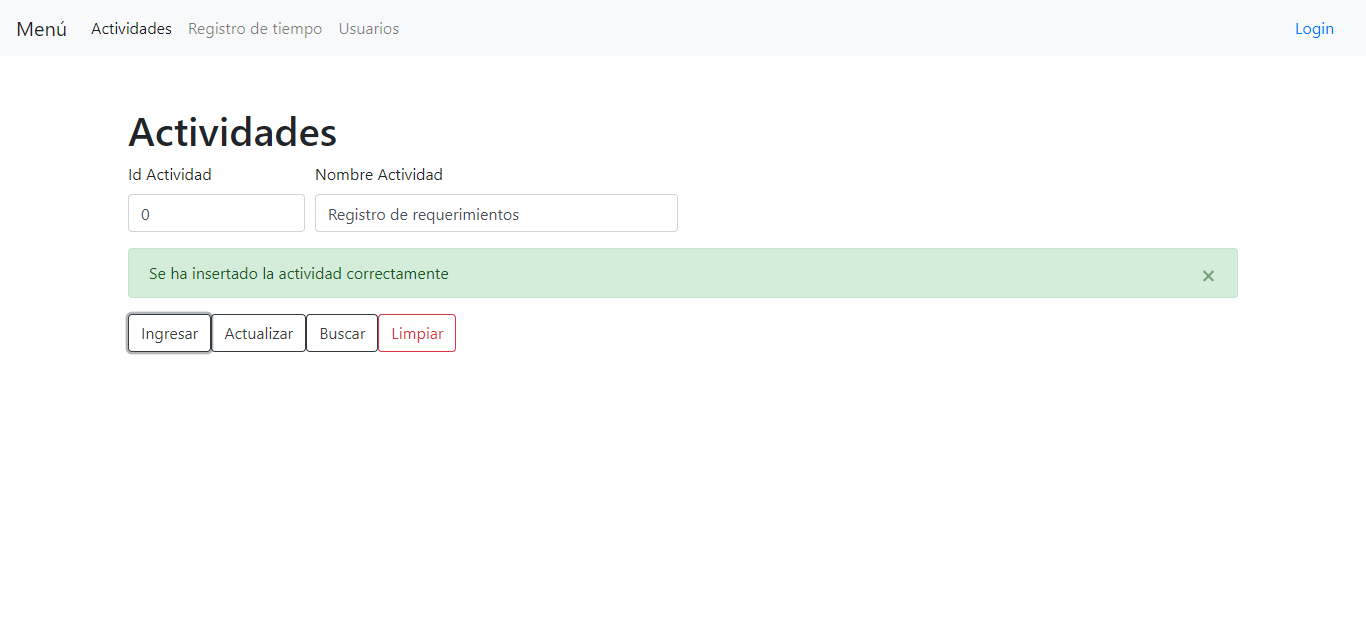 Menú Actividades Registro de tiempo Usuarios Login
Actividades
Id Actividad Nombre Actividad
0 Registro de requerimientos
Se ha insertado la actividad correctamente ×
Ingresar Actualizar Buscar Limpiar